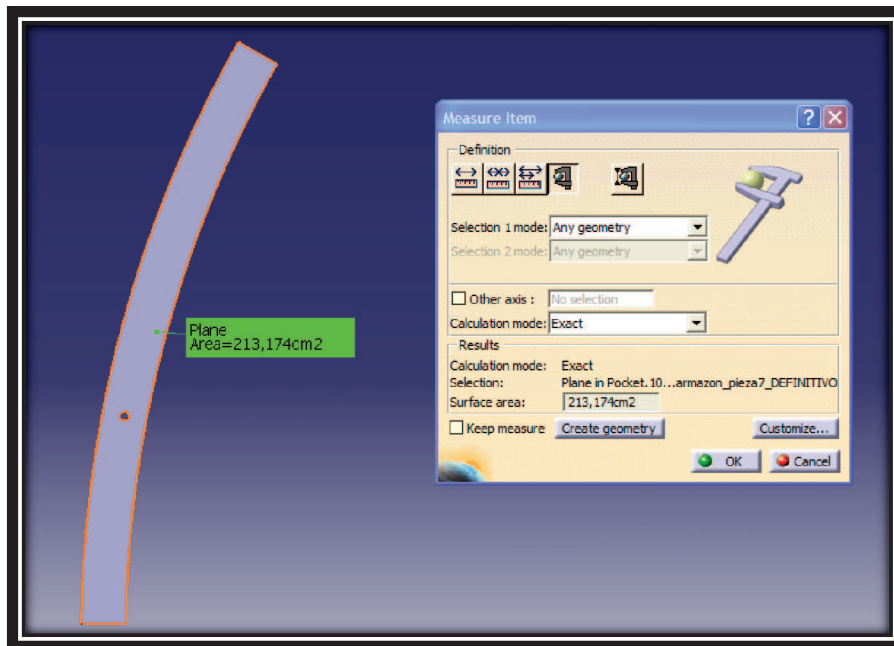 Plane
Area=213,174cm2
Measure Item
Definition
Selection 1 mode: Any geometry
Selection 2 mode: Any geometry
Other axis : No selection
Calculation mode: Exact
Results
Calculation mode: Exact
Selection: Plane in Pocket.10...armazon_pieza7_DEFINITIVO
Surface area: 213,174cm2
Keep measure Create geometry Customize...
OK Cancel